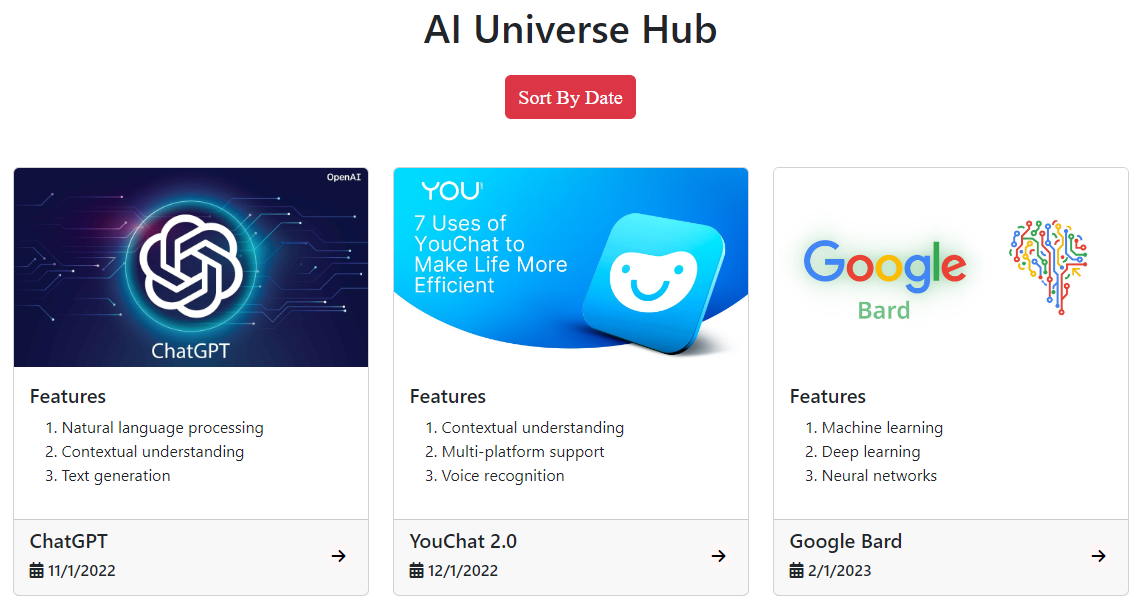 AI Universe Hub
Sort By Date
OpenAI
ChatGPT
Features
1. Natural language processing
2. Contextual understanding
3. Text generation
ChatGPT
11/1/2022
YOU
7 Uses of
YouChat to
Make Life More
Efficient
Features
1. Contextual understanding
2. Multi-platform support
3. Voice recognition
YouChat 2.0
12/1/2022
Google
Bard
Features
1. Machine learning
2. Deep learning
3. Neural networks
Google Bard
2/1/2023